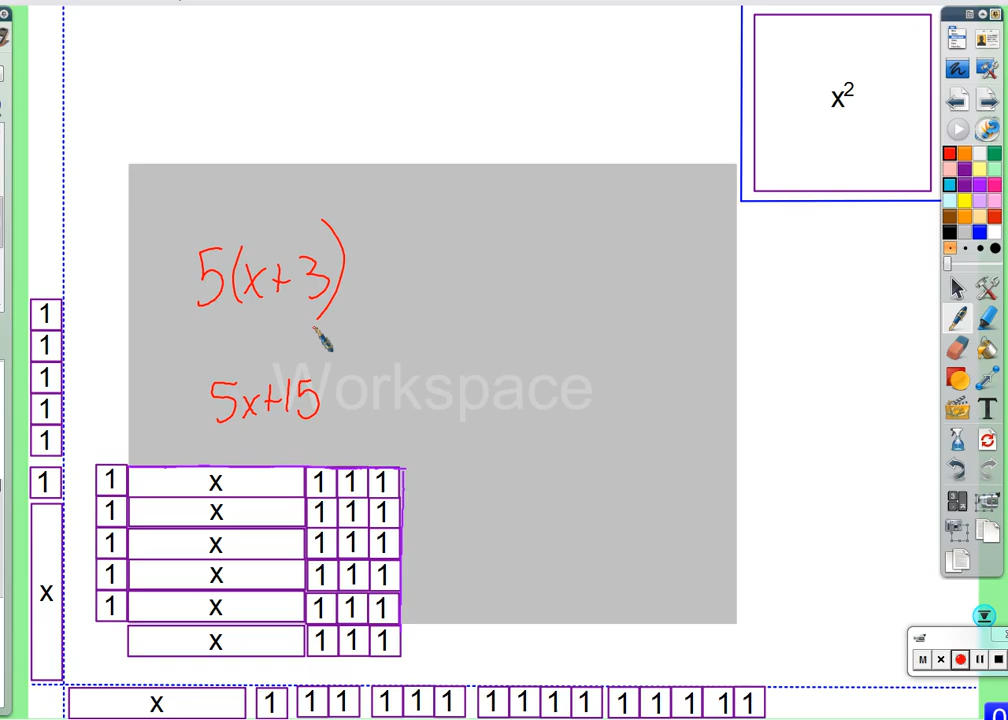 x²
5(x+3)
Workspace
5x+15
1
1
1
1
1
1
x
1 x 1 1 1
1 x 1 1 1
1 x 1 1 1
1 x 1 1 1
1 x 1 1 1
x 1 1 1
T
M
x 1 1 1 1 1 1 1 1 1 1 1 1 1 1 1